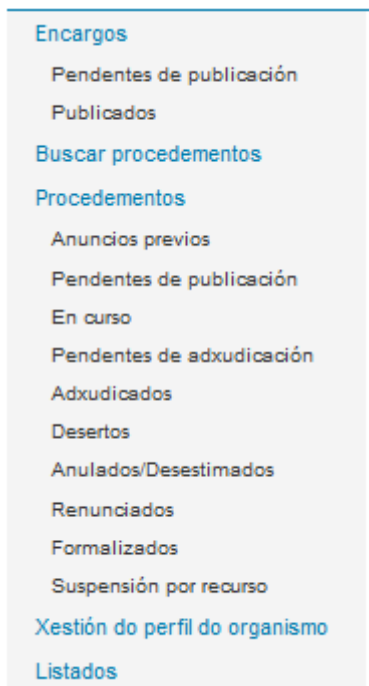 Encargos
Pendentes de publicación
Publicados
Buscar procedementos
Procedementos
Anuncios previos
Pendentes de publicación
En curso
Pendentes de adxudicación
Adxudicados
Desertos
Anulados/Desestimados
Renunciados
Formalizados
Suspensión por recurso
Xestión do perfil do organismo
Listados